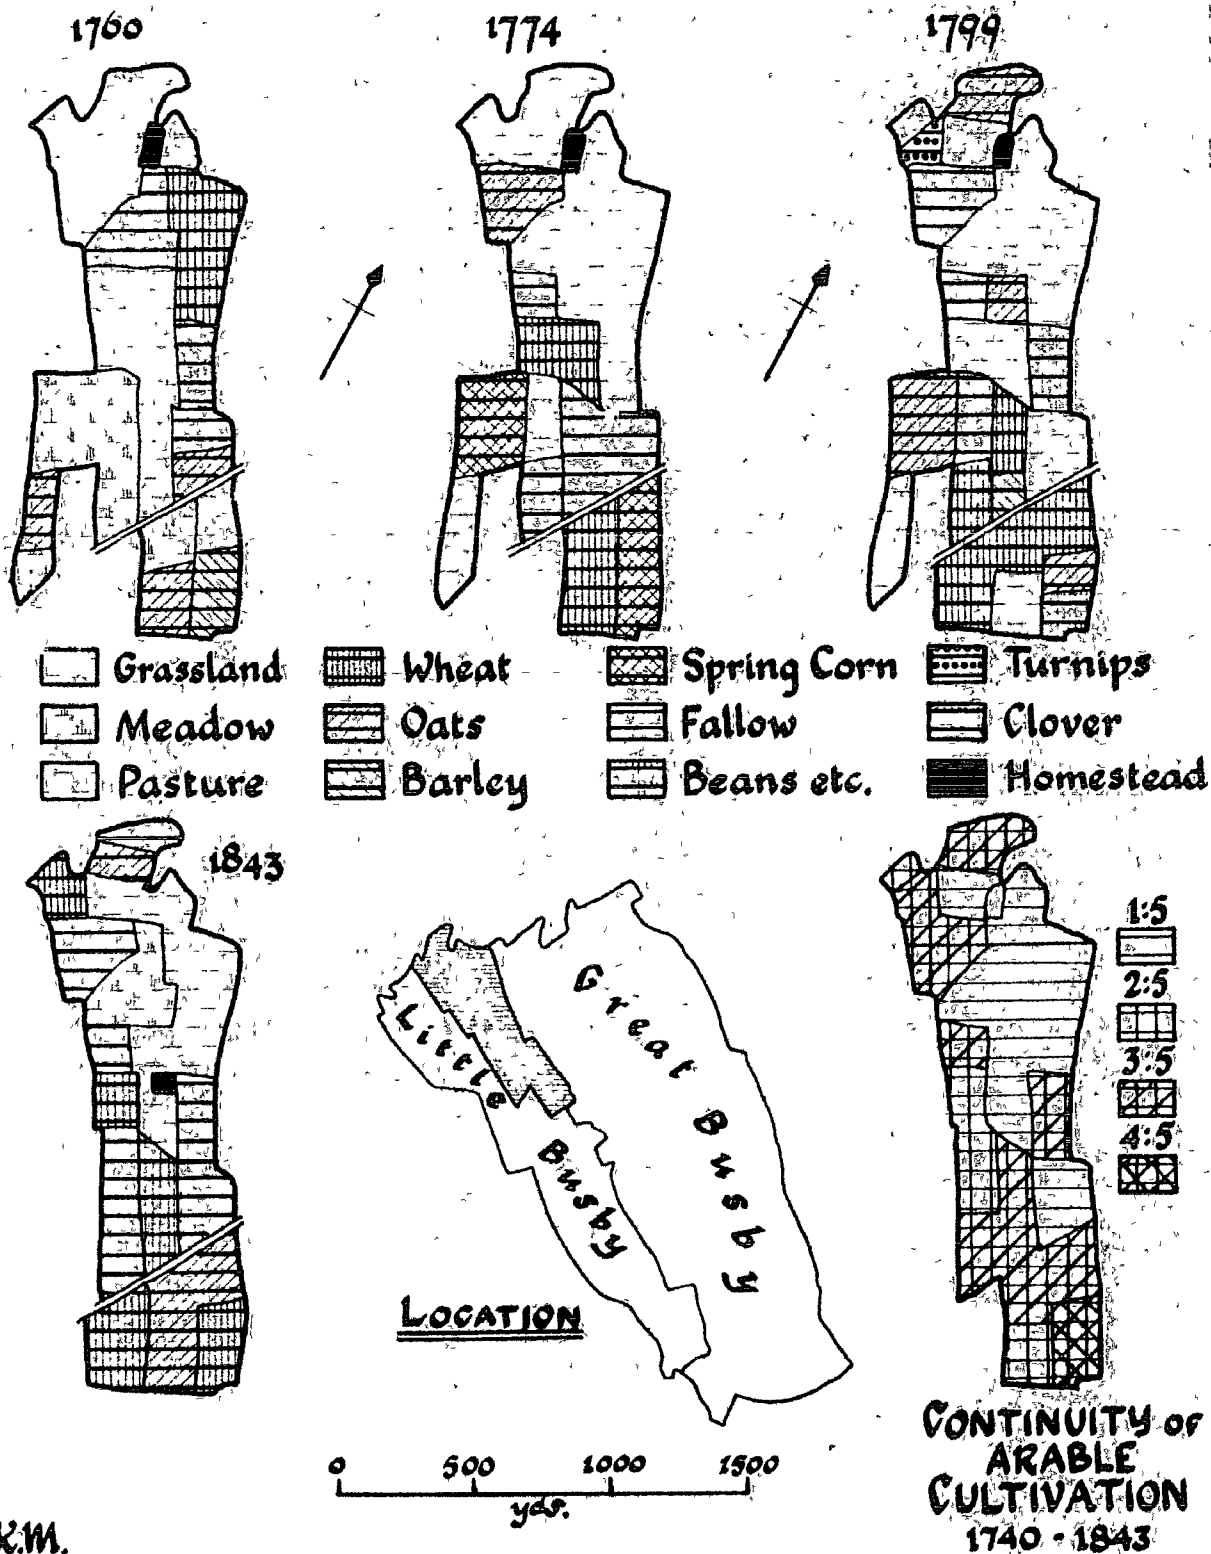 1760
1774
1799
Grassland
Wheat
Spring Corn
Turnips
Meadow
Oats
Fallow
Clover
Pasture
Barley
Beans etc.
Homestead
1843
Great Busby
Little Busby
LOCATION
1:5
2:5
3:5
4:5
0 500 1000 1500
yds.
CONTINUITY OF
ARABLE
CULTIVATION
1740 - 1843
K.M.